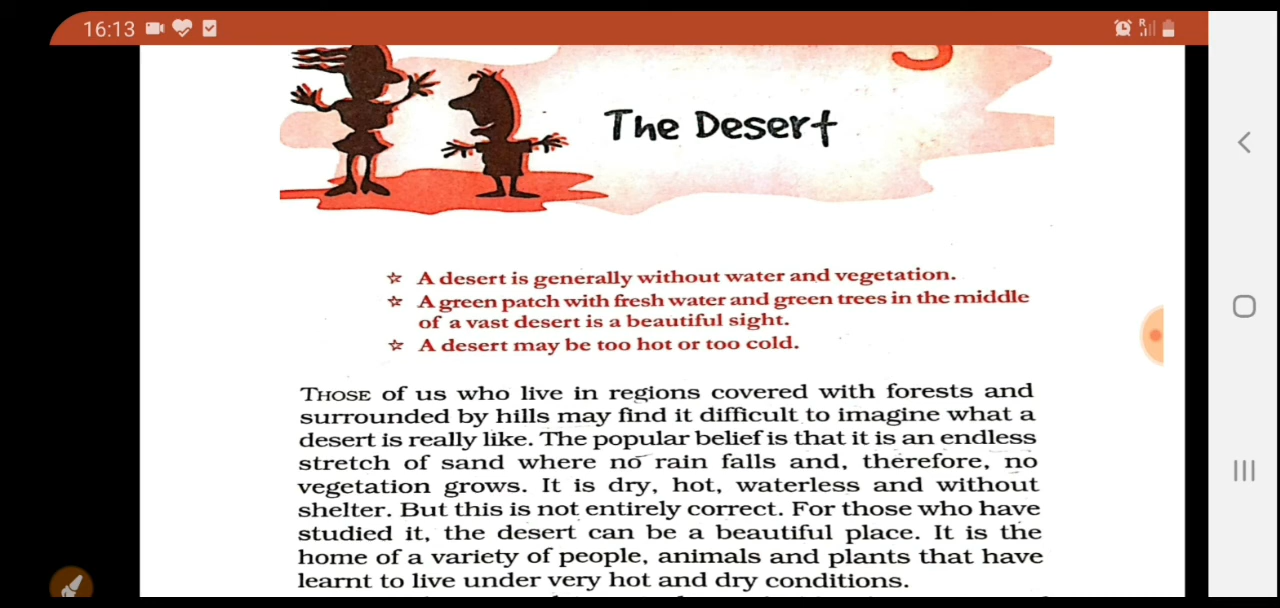 16:13
R
The Desert
☆ A desert is generally without water and vegetation.
☆ A green patch with fresh water and green trees in the middle
of a vast desert is a beautiful sight.
☆ A desert may be too hot or too cold.
THOSE of us who live in regions covered with forests and
surrounded by hills may find it difficult to imagine what a
desert is really like. The popular belief is that it is an endless
stretch of sand where no rain falls and, therefore, no
vegetation grows. It is dry, hot, waterless and without
shelter. But this is not entirely correct. For those who have
studied it, the desert can be a beautiful place. It is the
home of a variety of people, animals and plants that have
learnt to live under very hot and dry conditions.